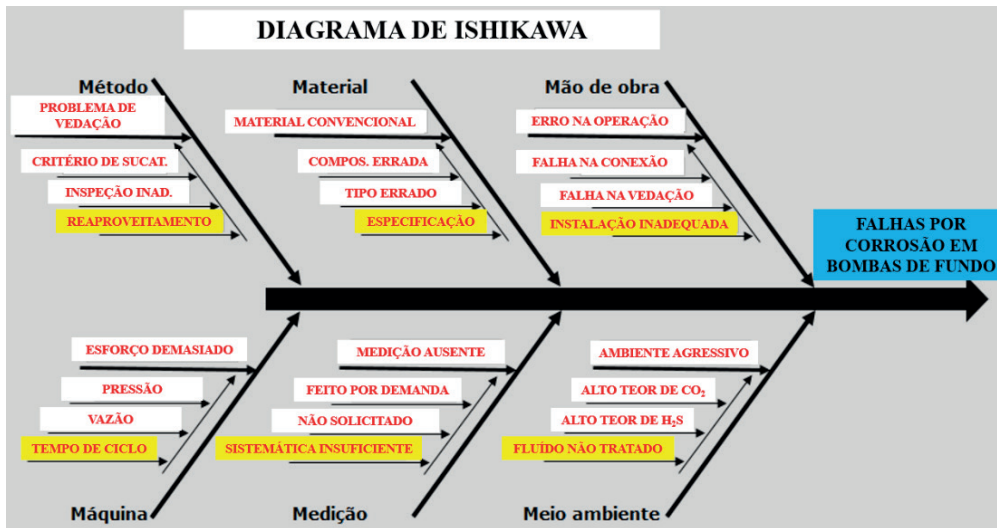 DIAGRAMA DE ISHIKAWA
Método
PROBLEMA DE
VEDAÇÃO
CRITÉRIO DE SUCAT.
INSPEÇÃO INAD.
REAPROVEITAMENTO
Material
MATERIAL CONVENCIONAL
COMPOS. ERRADA
TIPO ERRADO
ESPECIFICAÇÃO
Mão de obra
ERRO NA OPERAÇÃO
FALHA NA CONEXÃO
FALHA NA VEDAÇÃO
INSTALAÇÃO INADEQUADA
FALHAS POR
CORROSÃO EM
BOMBAS DE FUNDO
ESFORÇO DEMASIADO
PRESSÃO
VAZÃO
TEMPO DE CICLO
Máquina
MEDIÇÃO AUSENTE
FEITO POR DEMANDA
NÃO SOLICITADO
SISTEMÁTICA INSUFICIENTE
Medição
AMBIENTE AGRESSIVO
ALTO TEOR DE CO₂
ALTO TEOR DE H₂S
FLUÍDO NÃO TRATADO
Meio ambiente